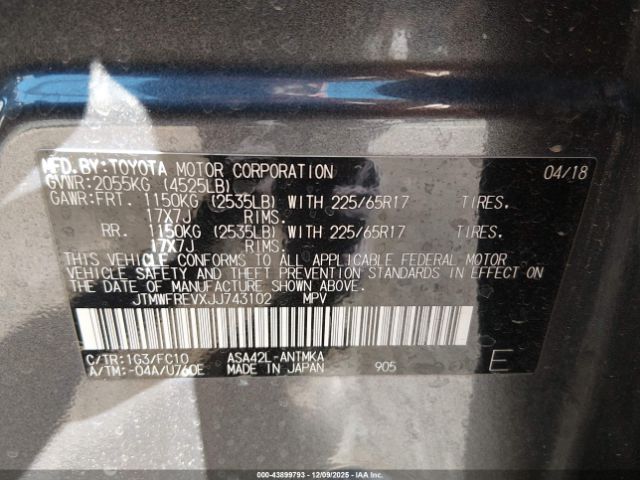 MFD. BY: TOYOTA MOTOR CORPORATION 04/18
GVWR: 2055KG (4525LB)
GAWR: FRT. 1150KG (2535LB) WITH 225/65R17 TIRES.
17X7J RIMS.
RR. 1150KG (2535LB) WITH 225/65R17 TIRES.
17X7J RIMS.
THIS VEHICLE CONFORMS TO ALL APPLICABLE FEDERAL MOTOR
VEHICLE SAFETY AND THEFT PREVENTION STANDARDS IN EFFECT ON
THE DATE OF MANUFACTURE SHOWN ABOVE.
JTMWFREVXJJ743102 MPV
C/TR: 1G3/FC10 ASA42L-ANTMKA
A/TM: -04A/U760E MADE IN JAPAN 905 E
000-43899793 12/09/2025 IAA Inc.